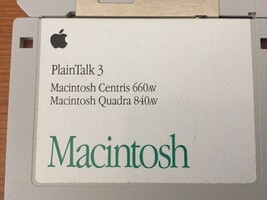 PlainTalk 3
Macintosh Centris 660AV
Macintosh Quadra 840AV
Macintosh